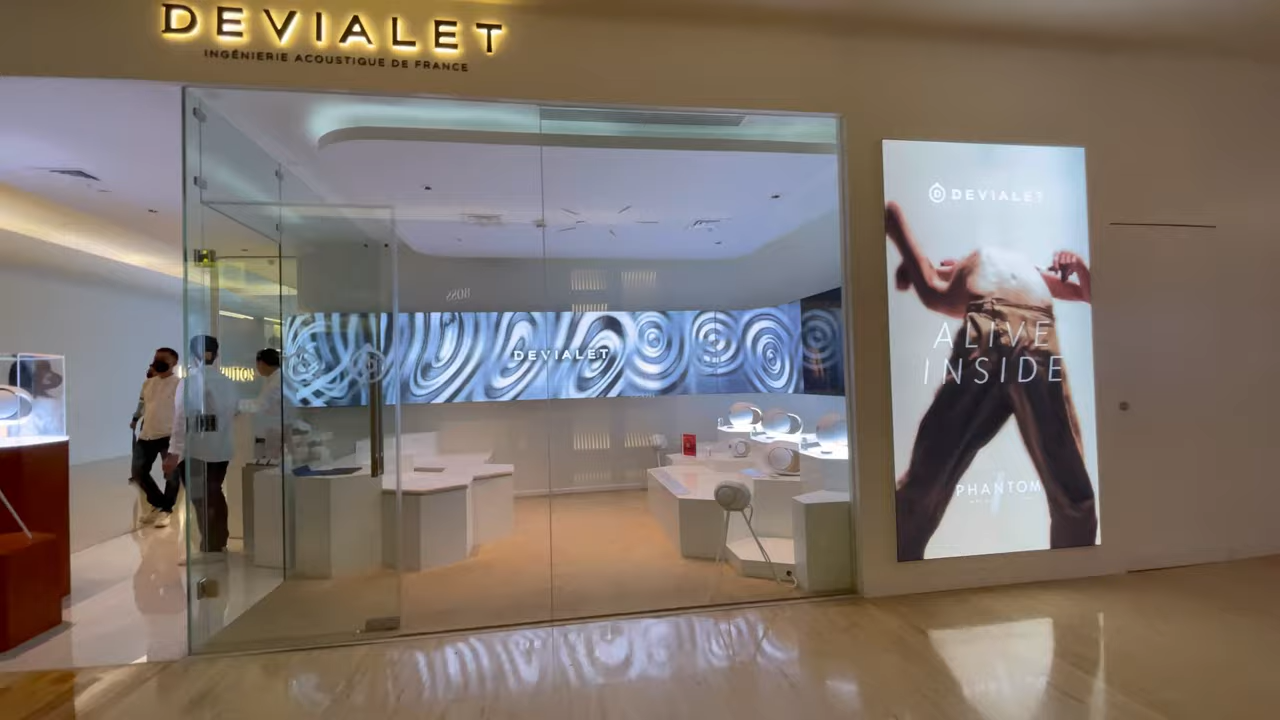 DEVIALET
INGÉNIERIE ACOUSTIQUE DE FRANCE
DEVIALET
DEVIALET
ALIVE
INSIDE
PHANTOM